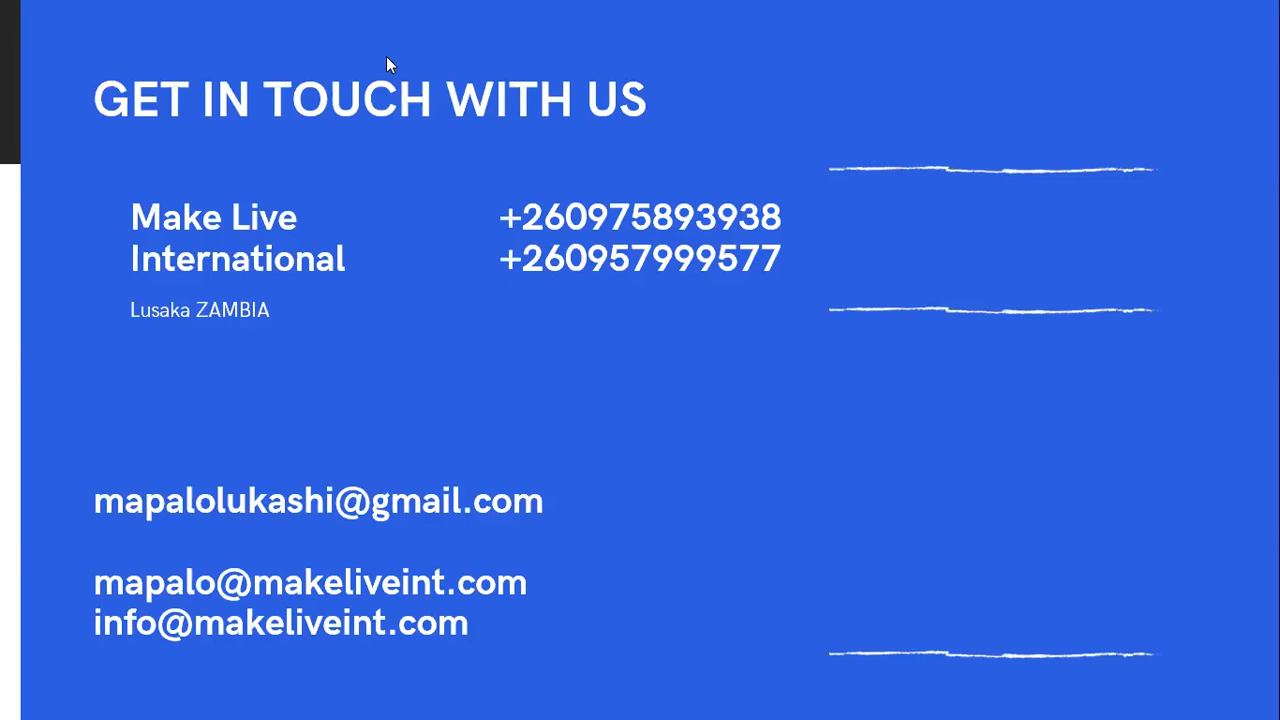 GET IN TOUCH WITH US
Make Live
International
Lusaka ZAMBIA
+260975893938
+260957999577
mapalolukashi@gmail.com
mapalo@makeliveint.com
info@makeliveint.com